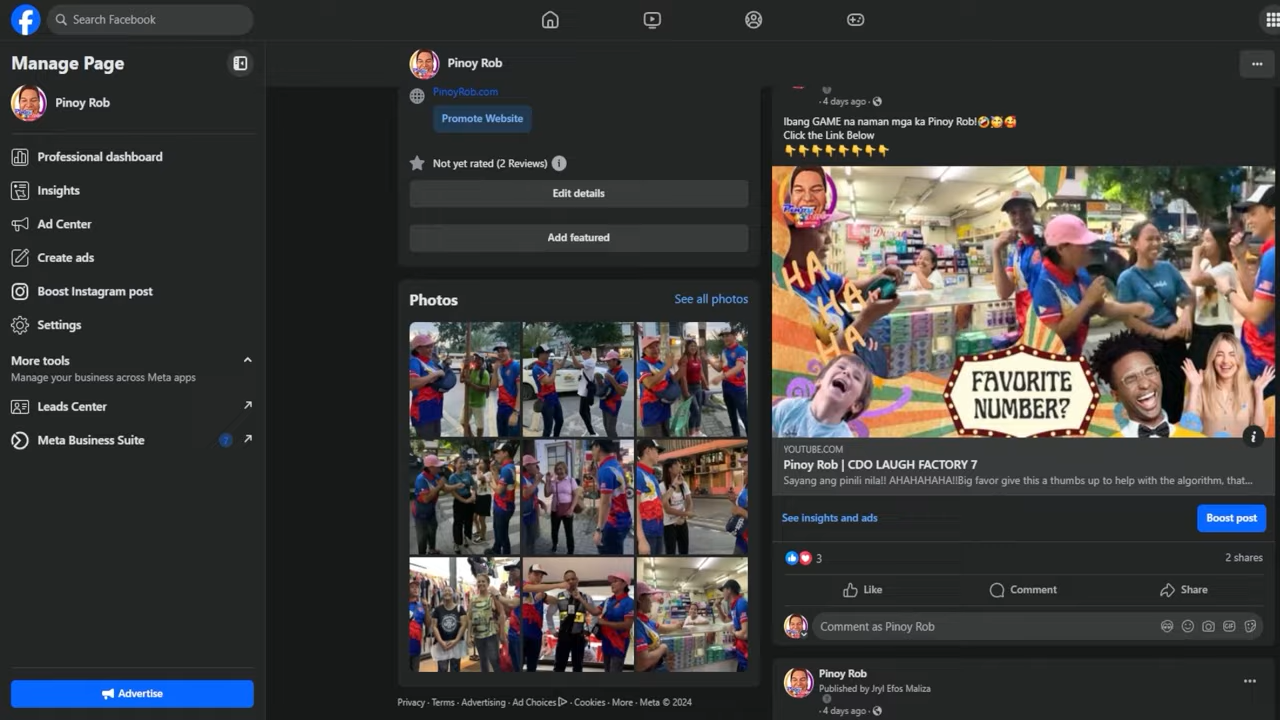 Search Facebook
Manage Page
Pinoy Rob
Professional dashboard
Insights
Ad Center
Create ads
Boost Instagram post
Settings
More tools
Manage your business across Meta apps
Leads Center
Meta Business Suite
7
Advertise
Pinoy Rob
PinoyRob.com
Promote Website
Not yet rated (2 Reviews)
Edit details
Add featured
Photos
See all photos
Privacy · Terms · Advertising · Ad Choices · Cookies · More · Meta © 2024
4 days ago
Ibang GAME na naman mga ka Pinoy Rob!🤣🥳🥰
Click the Link Below
👇👇👇👇👇👇👇👇
HA
HA
HA
FAVORITE
NUMBER?
YOUTUBE.COM
Pinoy Rob | CDO LAUGH FACTORY 7
Sayang ang pinili nila!! AHAHAHAHA!!Big favor give this a thumbs up to help with the algorithm, that...
See insights and ads
Boost post
3
2 shares
Like
Comment
Share
Comment as Pinoy Rob
Pinoy Rob
Published by Jryl Efos Maliza
· 4 days ago ·